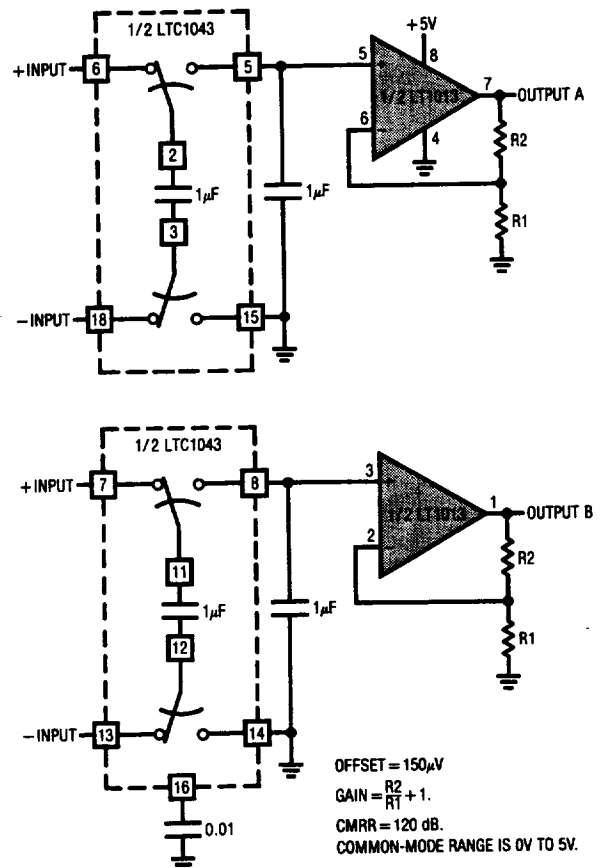 1/2 LTC1043
+5V
+INPUT
6
5
5
8
1/2 LT1013
7
OUTPUT A
2
6
4
R2
1µF
1µF
3
R1
−INPUT
18
15
1/2 LTC1043
+INPUT
7
8
3
1/2 LT1013
1
OUTPUT B
11
2
R2
1µF
1µF
12
R1
−INPUT
13
14
16
0.01
OFFSET = 150µV
GAIN = R2/R1 + 1.
CMRR = 120 dB.
COMMON-MODE RANGE IS 0V TO 5V.